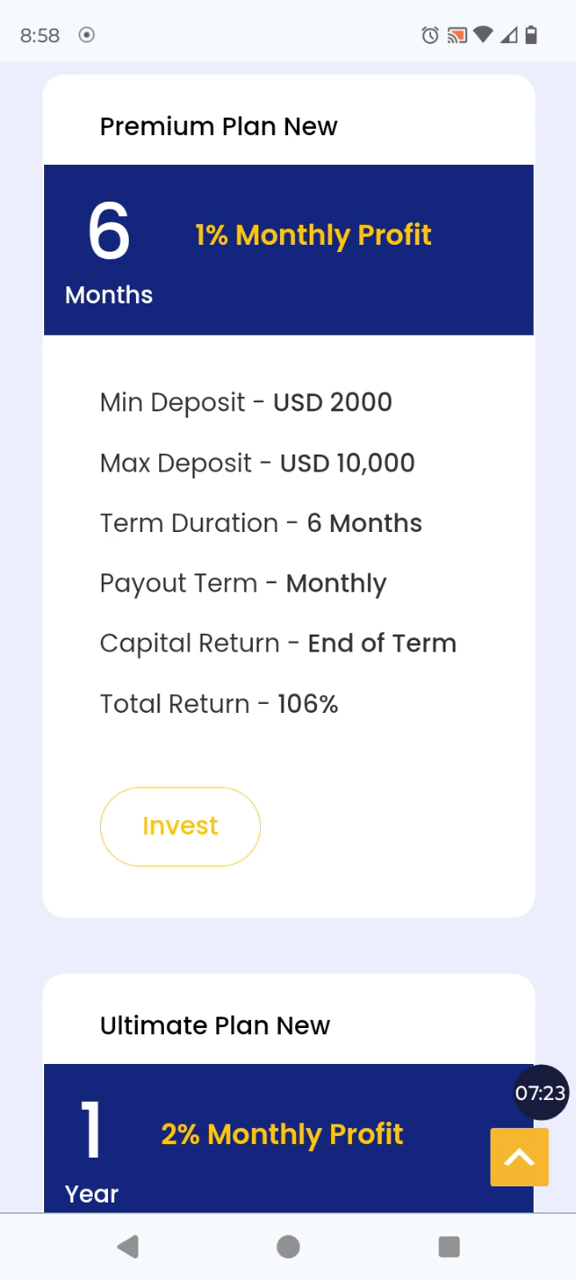 8:58
Premium Plan New
6
1% Monthly Profit
Months
Min Deposit - USD 2000
Max Deposit - USD 10,000
Term Duration - 6 Months
Payout Term - Monthly
Capital Return - End of Term
Total Return - 106%
Invest
Ultimate Plan New
1
2% Monthly Profit
Year
07:23